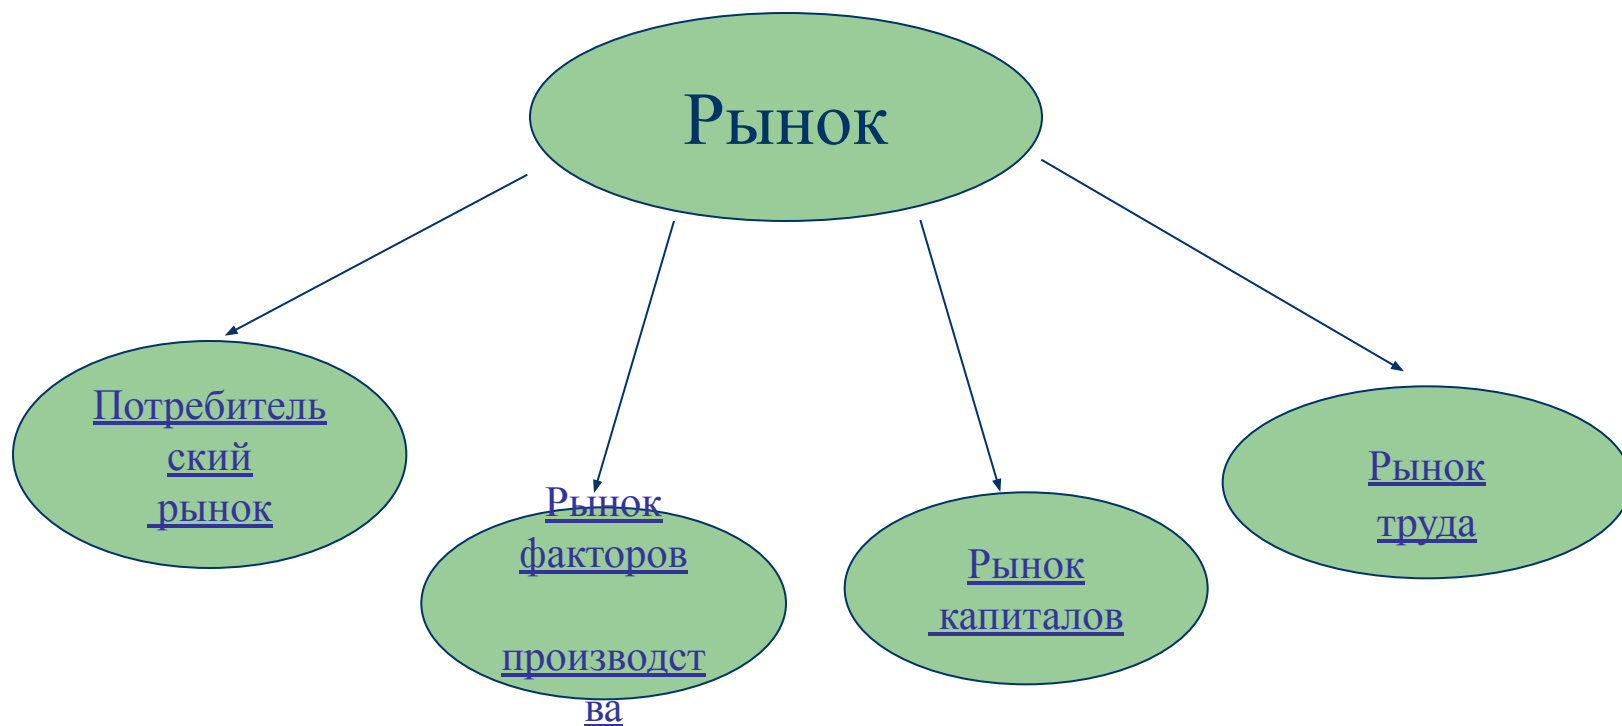 Рынок
Потребитель
ский
рынок
Рынок
факторов
производст
ва
Рынок
капиталов
Рынок
труда